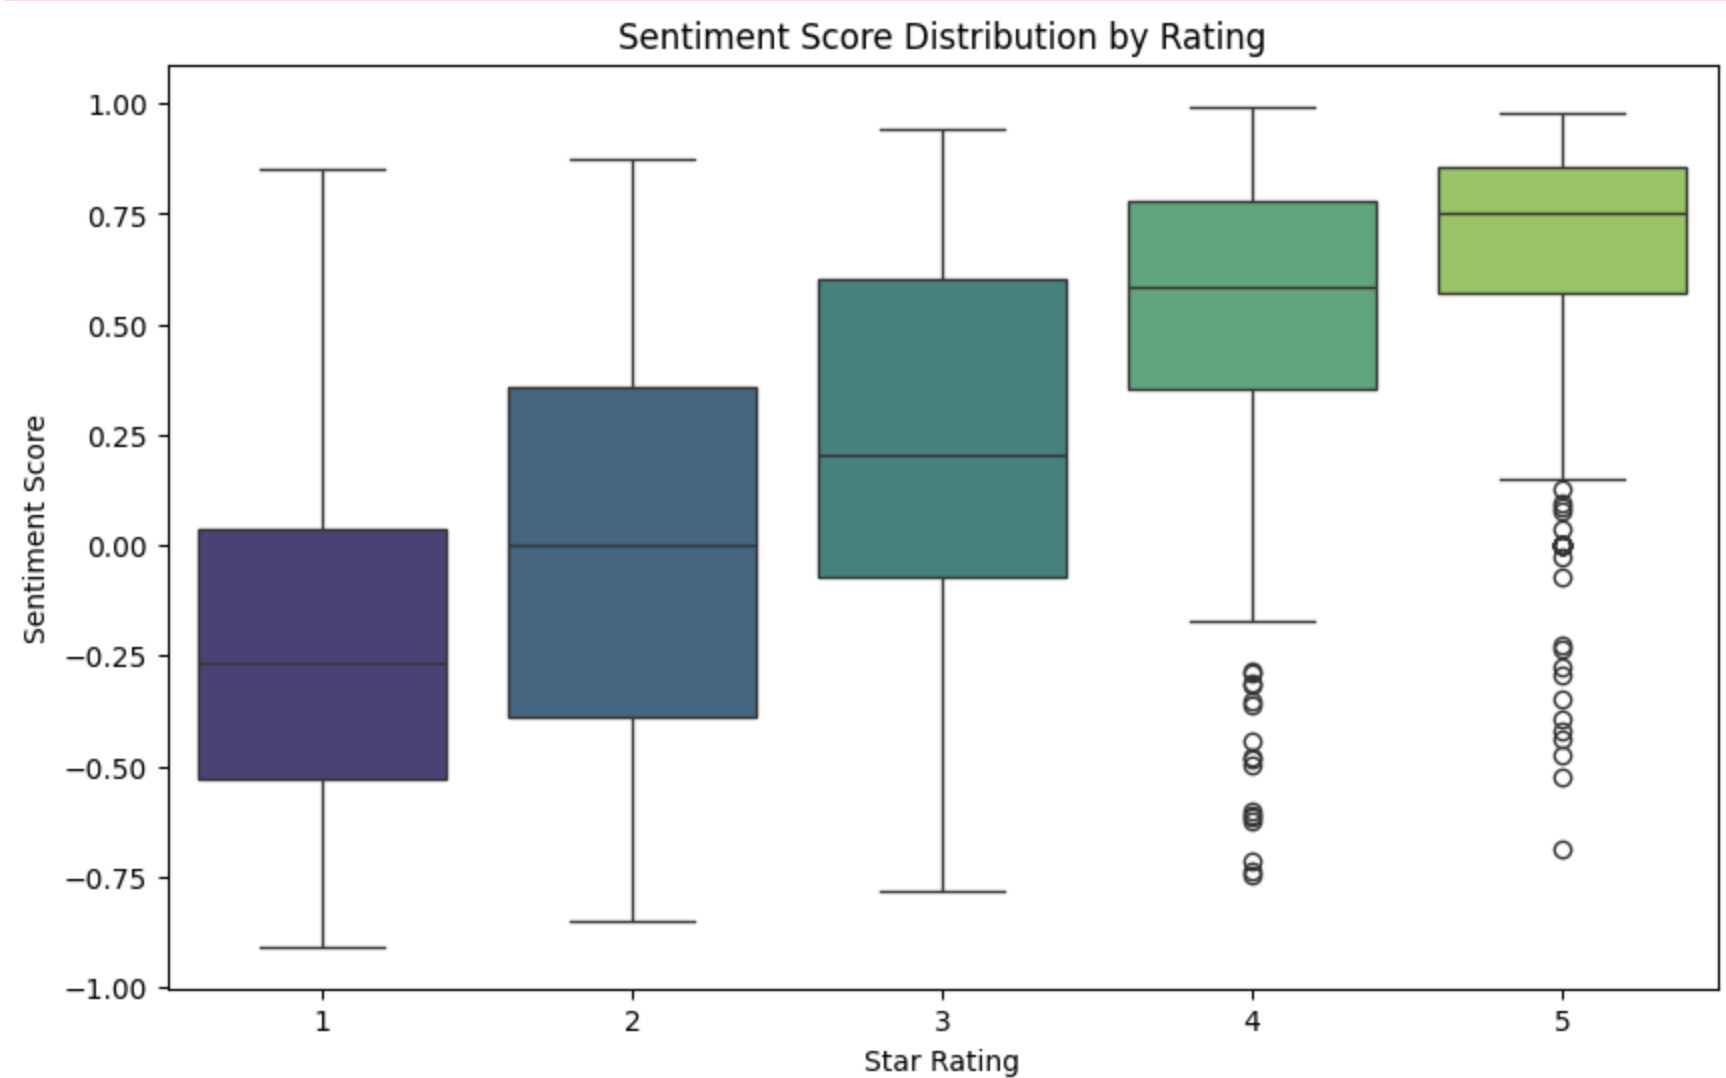 Sentiment Score Distribution by Rating
1.00
0.75
0.50
0.25
0.00
−0.25
−0.50
−0.75
−1.00
Sentiment Score
1 2 3 4 5
Star Rating